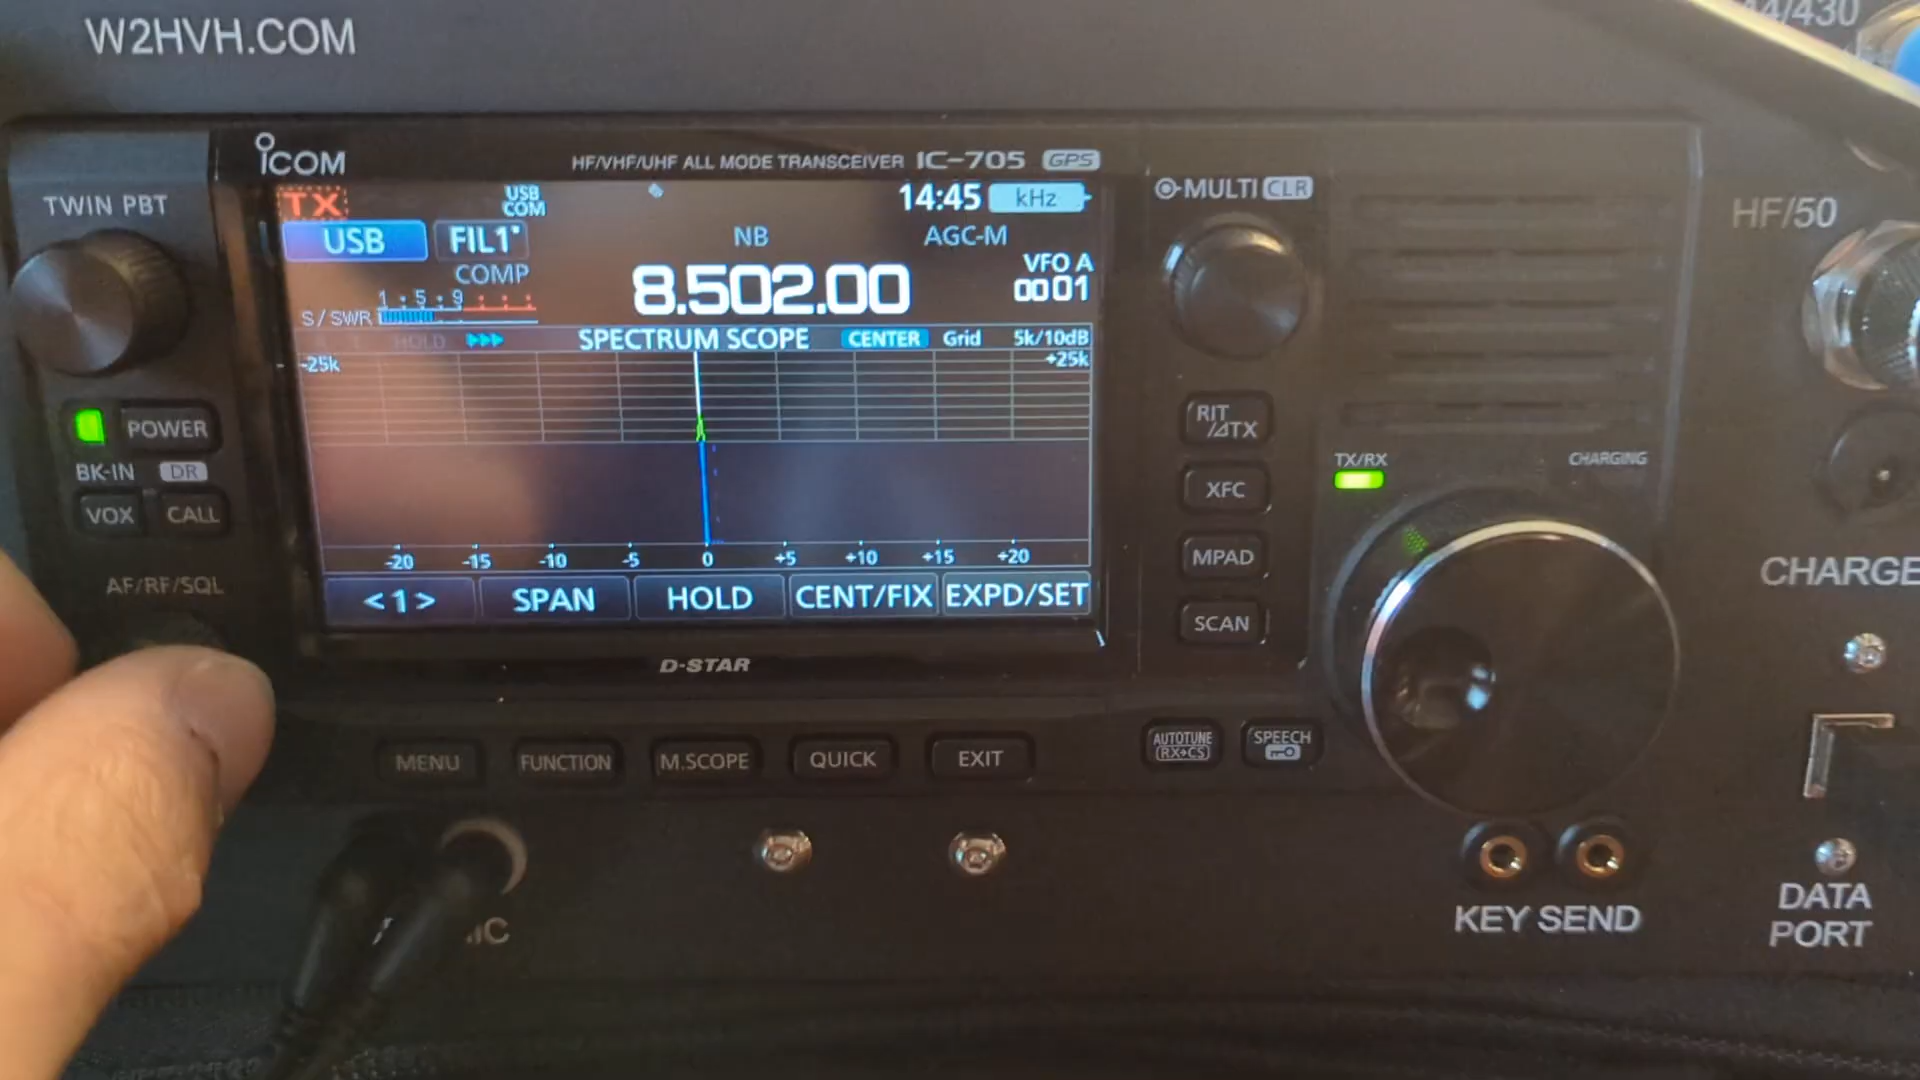 W2HVH.COM
44/430
ICOM
HF/VHF/UHF ALL MODE TRANSCEIVER IC-705 GPS
MULTI CLR
TWIN PBT
TX
USB
COM
14:45
kHz
HF/50
USB
FIL1
NB
AGC-M
COMP
8.502.00
VFO A
0001
1 5 9
S/SWR
HOLD
SPECTRUM SCOPE
CENTER
Grid
5k/10dB
-25k
+25k
POWER
RIT
/ΔTX
BK-IN
DR
TX/RX
CHARGING
VOX
CALL
XFC
-20 -15 -10 -5 0 +5 +10 +15 +20
MPAD
CHARGE
AF/RF/SQL
<1>
SPAN
HOLD
CENT/FIX
EXPD/SET
SCAN
D-STAR
MENU
FUNCTION
M.SCOPE
QUICK
EXIT
AUTOTUNE
RX→CS
SPEECH
KEY SEND
DATA
PORT